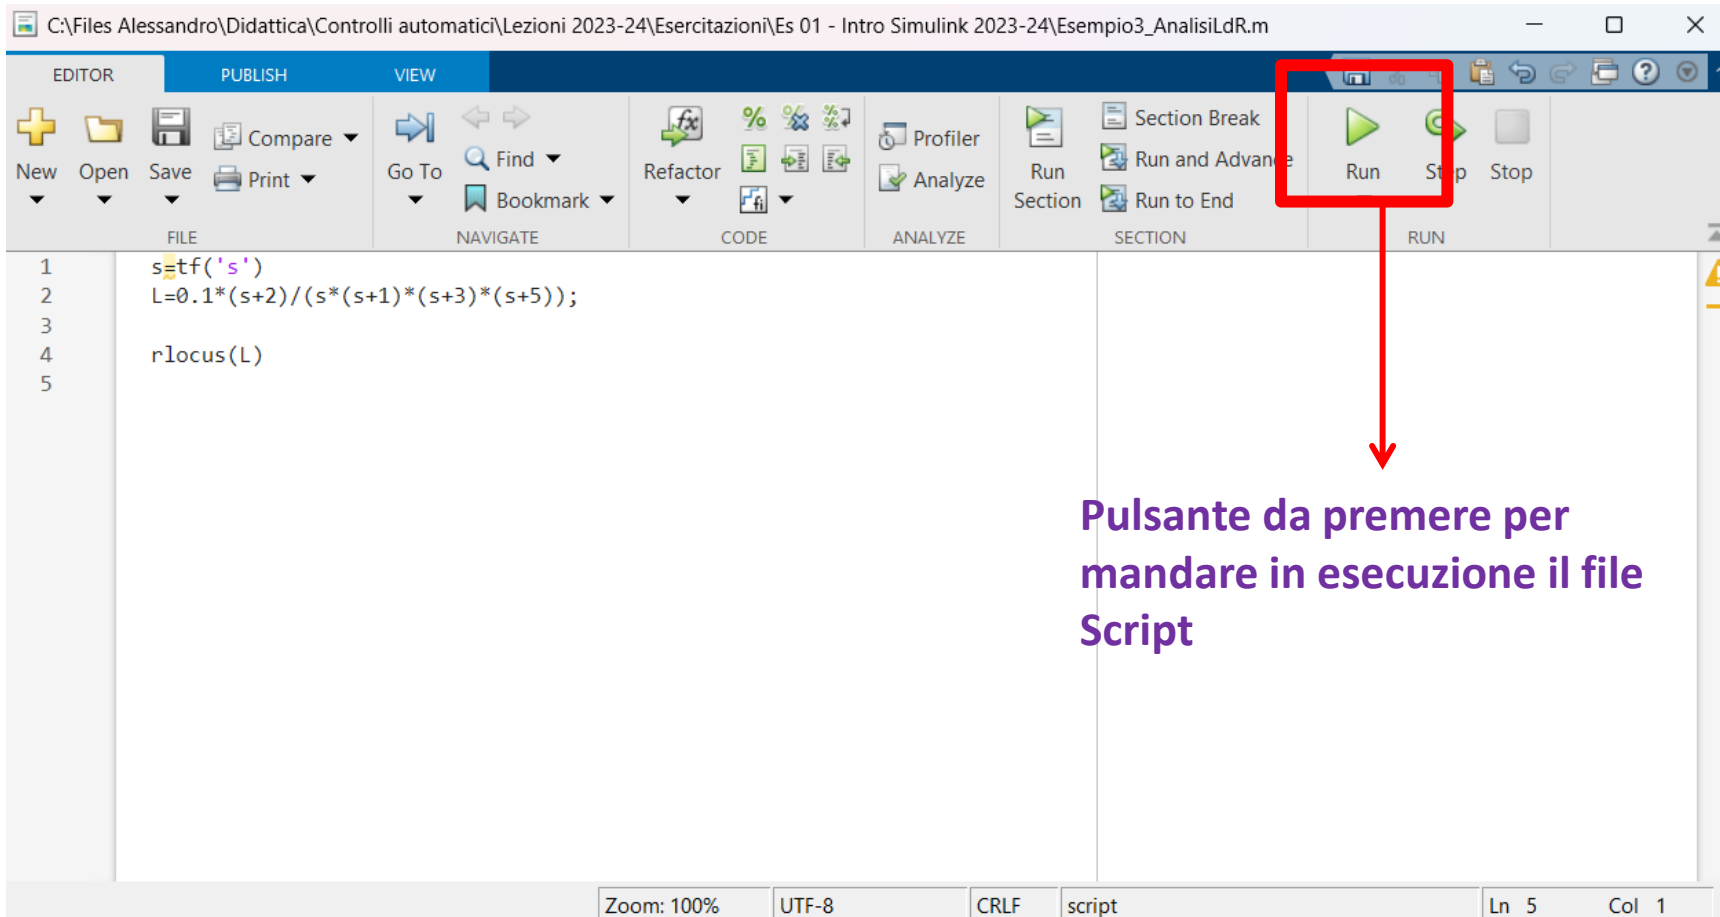 C:\Files Alessandro\Didattica\Controlli automatici\Lezioni 2023-24\Esercitazioni\Es 01 - Intro Simulink 2023-24\Esempio3_AnalisiLdR.m
EDITOR PUBLISH VIEW
New Open Save Compare Print
Go To Find Bookmark
Refactor fx fi
Profiler Analyze
Run Section Section Break Run and Advance Run to End
Run Step Stop
FILE NAVIGATE CODE ANALYZE SECTION RUN
1 s=tf('s')
2 L=0.1*(s+2)/(s*(s+1)*(s+3)*(s+5));
3
4 rlocus(L)
5
Pulsante da premere per
mandare in esecuzione il file
Script
Zoom: 100% UTF-8 CRLF script Ln 5 Col 1